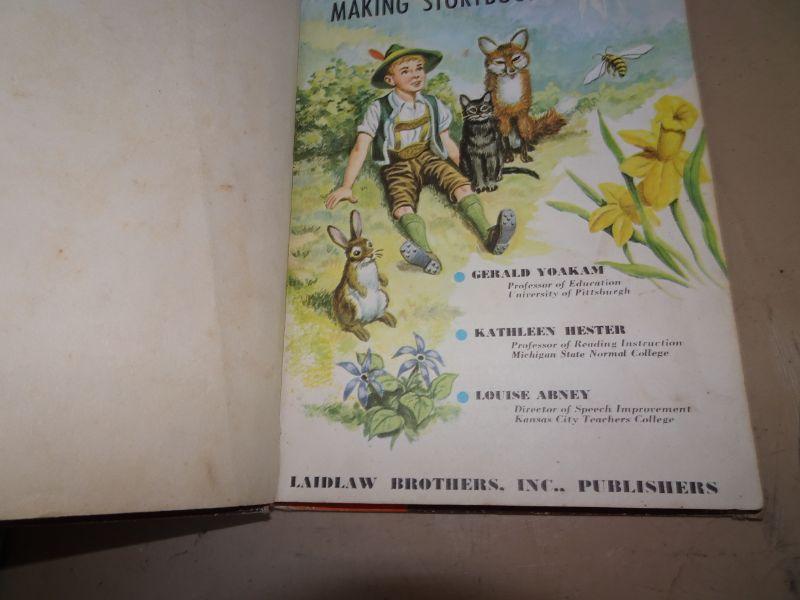 MAKING
GERALD YOAKAM
Professor of Education
University of Pittsburgh
KATHLEEN HESTER
Professor of Reading Instruction
Michigan State Normal College
LOUISE ABNEY
Director of Speech Improvement
Kansas City Teachers College
LAIDLAW BROTHERS, INC., PUBLISHERS